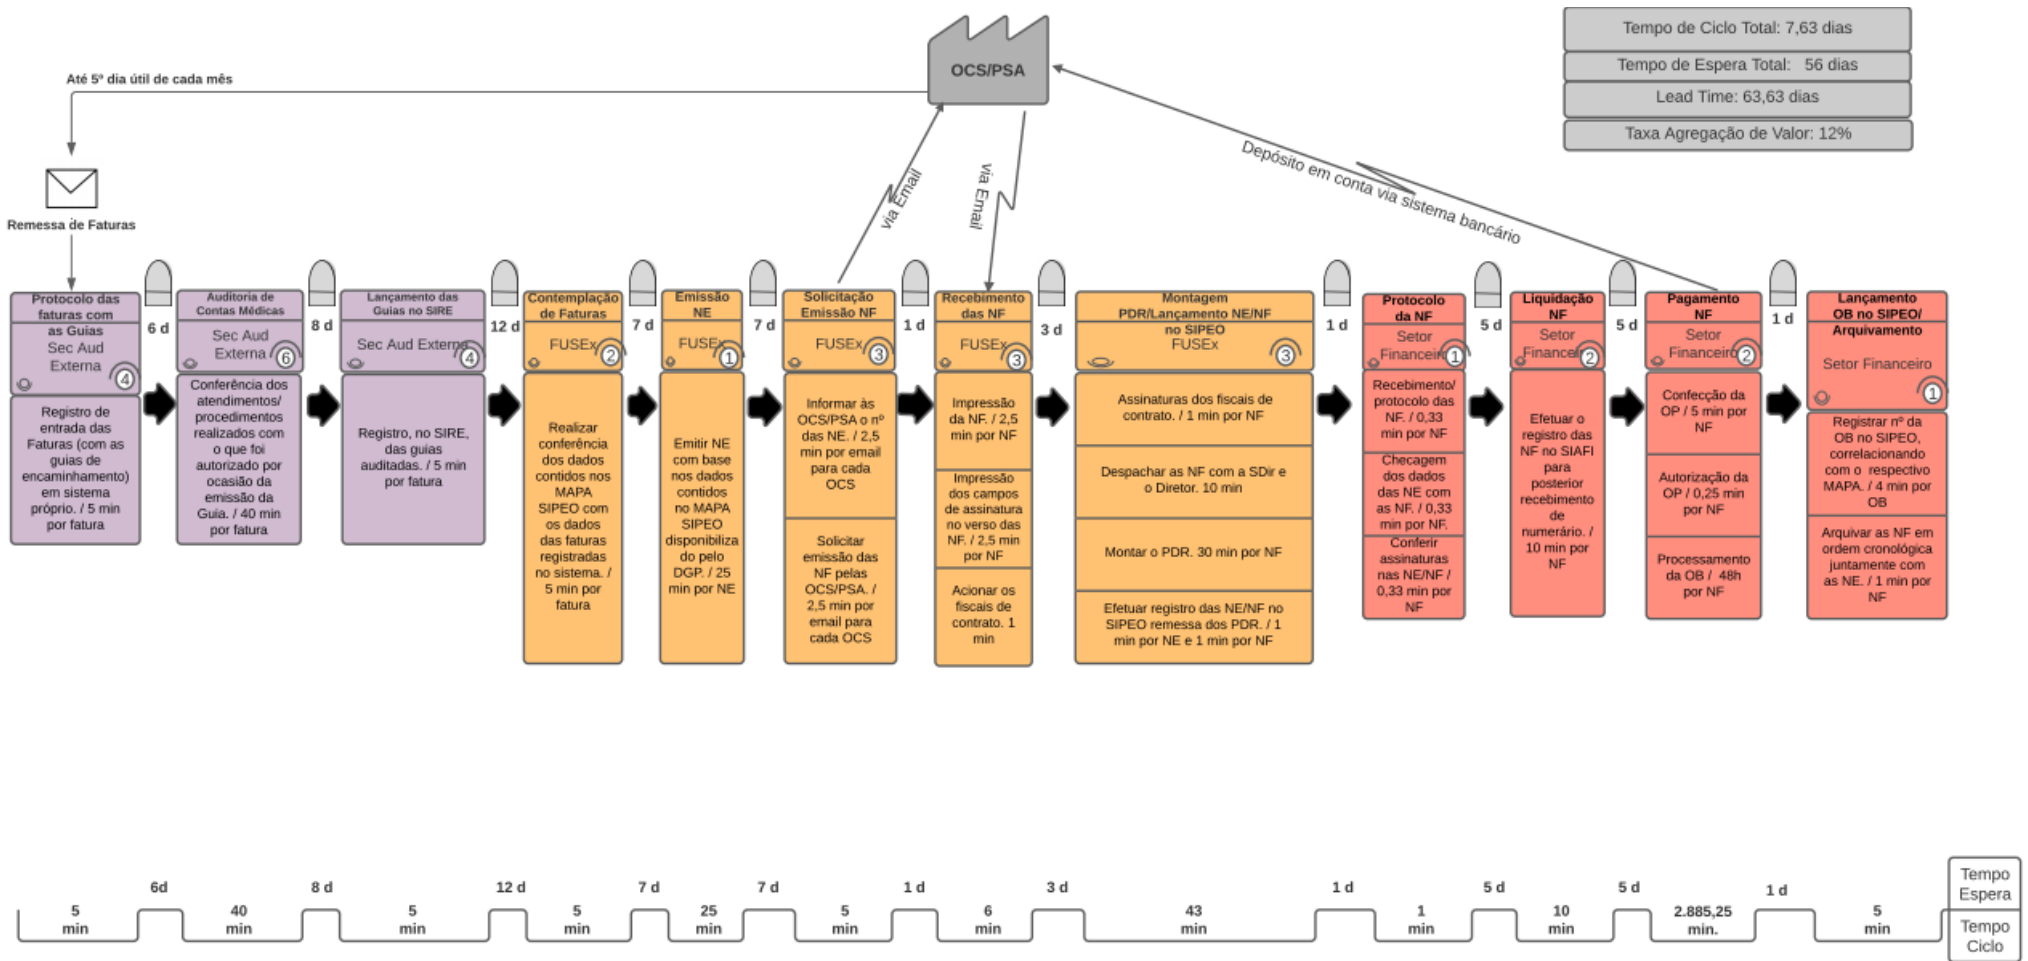 Tempo de Ciclo Total: 7,63 dias
Tempo de Espera Total: 56 dias
Lead Time: 63,63 dias
Taxa Agregação de Valor: 12%
OCS/PSA
Até 5º dia útil de cada mês
Remessa de Faturas
via Email
via Email
Depósito em conta via sistema bancário
Protocolo das
faturas com
as Guias
Sec Aud
Externa
4
Registro de
entrada das
Faturas (com as
guias de
encaminhamento)
em sistema
próprio. / 5 min
por fatura
6 d
Auditoria de
Contas Médicas
Sec Aud
Externa
6
Conferência dos
atendimentos/
procedimentos
realizados com
o que foi
autorizado por
ocasião da
emissão da
Guia. / 40 min
por fatura
8 d
Lançamento das
Guias no SIRE
Sec Aud Externa
4
Registro, no SIRE,
das guias
auditadas. / 5 min
por fatura
12 d
Contemplação
de Faturas
FUSEx
2
Realizar
conferência
dos dados
contidos nos
MAPA
SIPEO com
os dados
das faturas
registradas
no sistema. /
5 min por
fatura
7 d
Emissão
NE
FUSEx
1
Emitir NE
com base
nos dados
contidos
no MAPA
SIPEO
disponibiliza
do pelo
DGP. / 25
min por NE
7 d
Solicitação
Emissão NF
FUSEx
3
Informar às
OCS/PSA o nº
das NE. / 2,5
min por email
para cada
OCS
Solicitar
emissão das
NF pelas
OCS/PSA. /
2,5 min por
email para
cada OCS
1 d
Recebimento
das NF
FUSEx
3
Impressão
da NF. / 2,5
min por NF
Impressão
dos campos
de assinatura
no verso das
NF. / 2,5 min
por NF
Acionar os
fiscais de
contrato. 1
min
3 d
Montagem
PDR/Lançamento NE/NF
no SIPEO
FUSEx
3
Assinaturas dos fiscais de
contrato. / 1 min por NF
Despachar as NF com a SDir e
o Diretor. 10 min
Montar o PDR. 30 min por NF
Efetuar registro das NE/NF no
SIPEO remessa dos PDR. / 1
min por NE e 1 min por NF
1 d
Protocolo
da NF
Setor
Financeiro
1
Recebimento/
protocolo das
NF. / 0,33
min por NF
Checagem
dos dados
das NE com
as NF. / 0,33
min por NF.
Conferir
assinaturas
nas NE/NF /
0,33 min por
NF
5 d
Liquidação
NF
Setor
Financeiro
2
Efetuar o
registro das
NF no SIAFI
para
posterior
recebimento
de
numerário. /
10 min por
NF
5 d
Pagamento
NF
Setor
Financeiro
2
Confecção da
OP / 5 min por
NF
Autorização da
OP / 0,25 min
por NF
Processamento
da OB / 48h
por NF
1 d
Lançamento
OB no SIPEO/
Arquivamento
Setor Financeiro
1
Registrar nº da
OB no SIPEO,
correlacionando
com o respectivo
MAPA. / 4 min por
OB
Arquivar as NF em
ordem cronológica
juntamente com
as NE. / 1 min por
NF
6d
8 d
12 d
7 d
7 d
1 d
3 d
1 d
5 d
5 d
1 d
Tempo
Espera
5
min
40
min
5
min
5
min
25
min
5
min
6
min
43
min
1
min
10
min
2.885,25
min.
5
min
Tempo
Ciclo